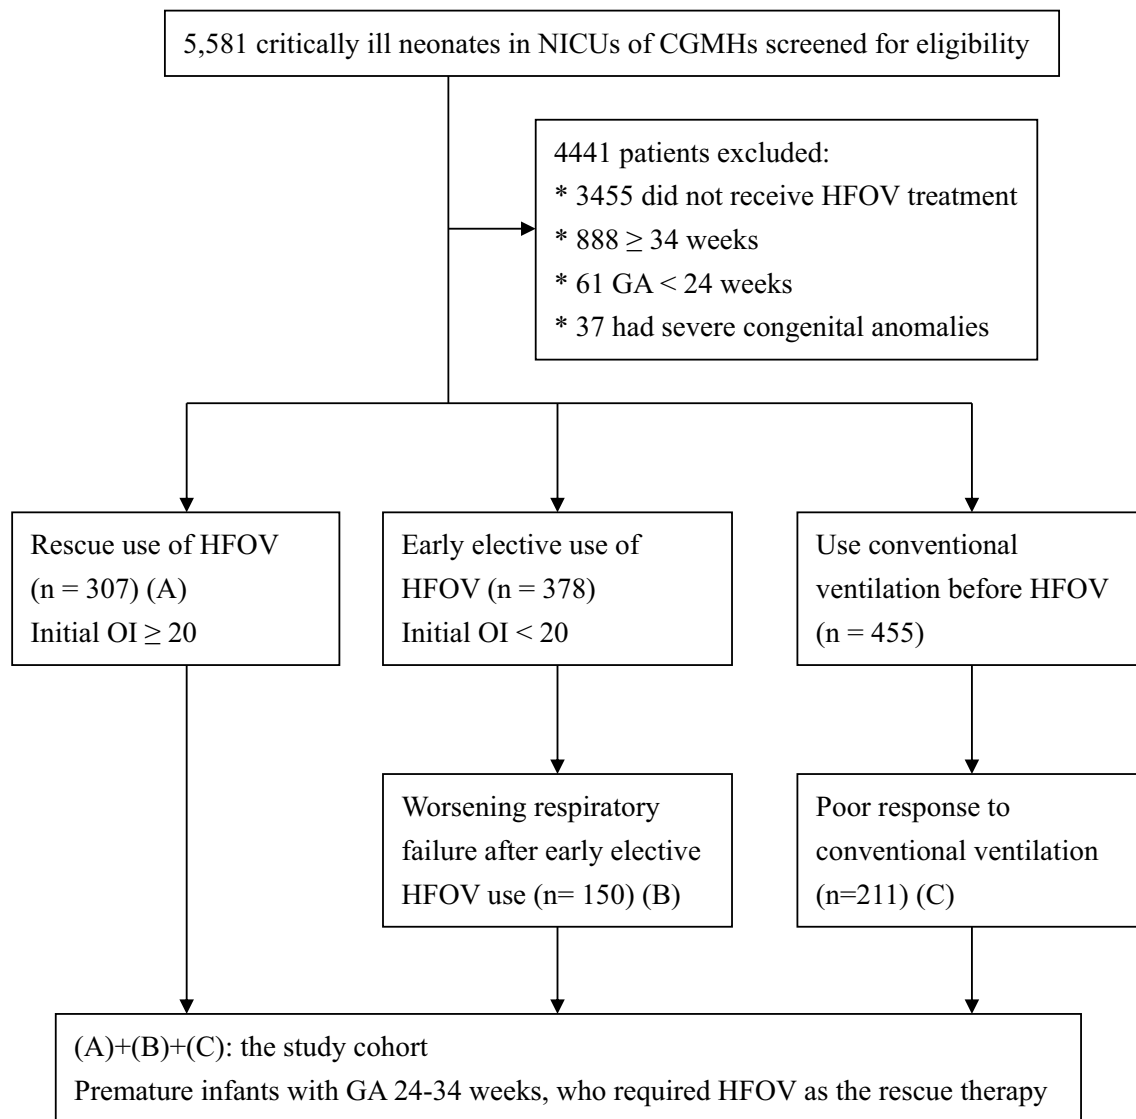 5,581 critically ill neonates in NICUs of CGMHs screened for eligibility
4441 patients excluded:
* 3455 did not receive HFOV treatment
* 888 ≥ 34 weeks
* 61 GA < 24 weeks
* 37 had severe congenital anomalies
Rescue use of HFOV
(n = 307) (A)
Initial OI ≥ 20
Early elective use of
HFOV (n = 378)
Initial OI < 20
Use conventional
ventilation before HFOV
(n = 455)
Worsening respiratory
failure after early elective
HFOV use (n= 150) (B)
Poor response to
conventional ventilation
(n=211) (C)
(A)+(B)+(C): the study cohort
Premature infants with GA 24-34 weeks, who required HFOV as the rescue therapy